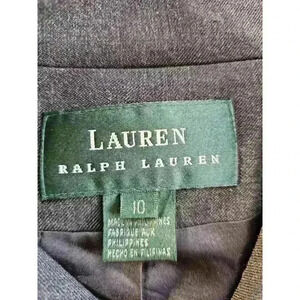 LAUREN
RALPH LAUREN
10
MADE IN PHILIPPINES
FABRIQUE AUX
PHILIPPINES
HECHO EN FILIPINAS